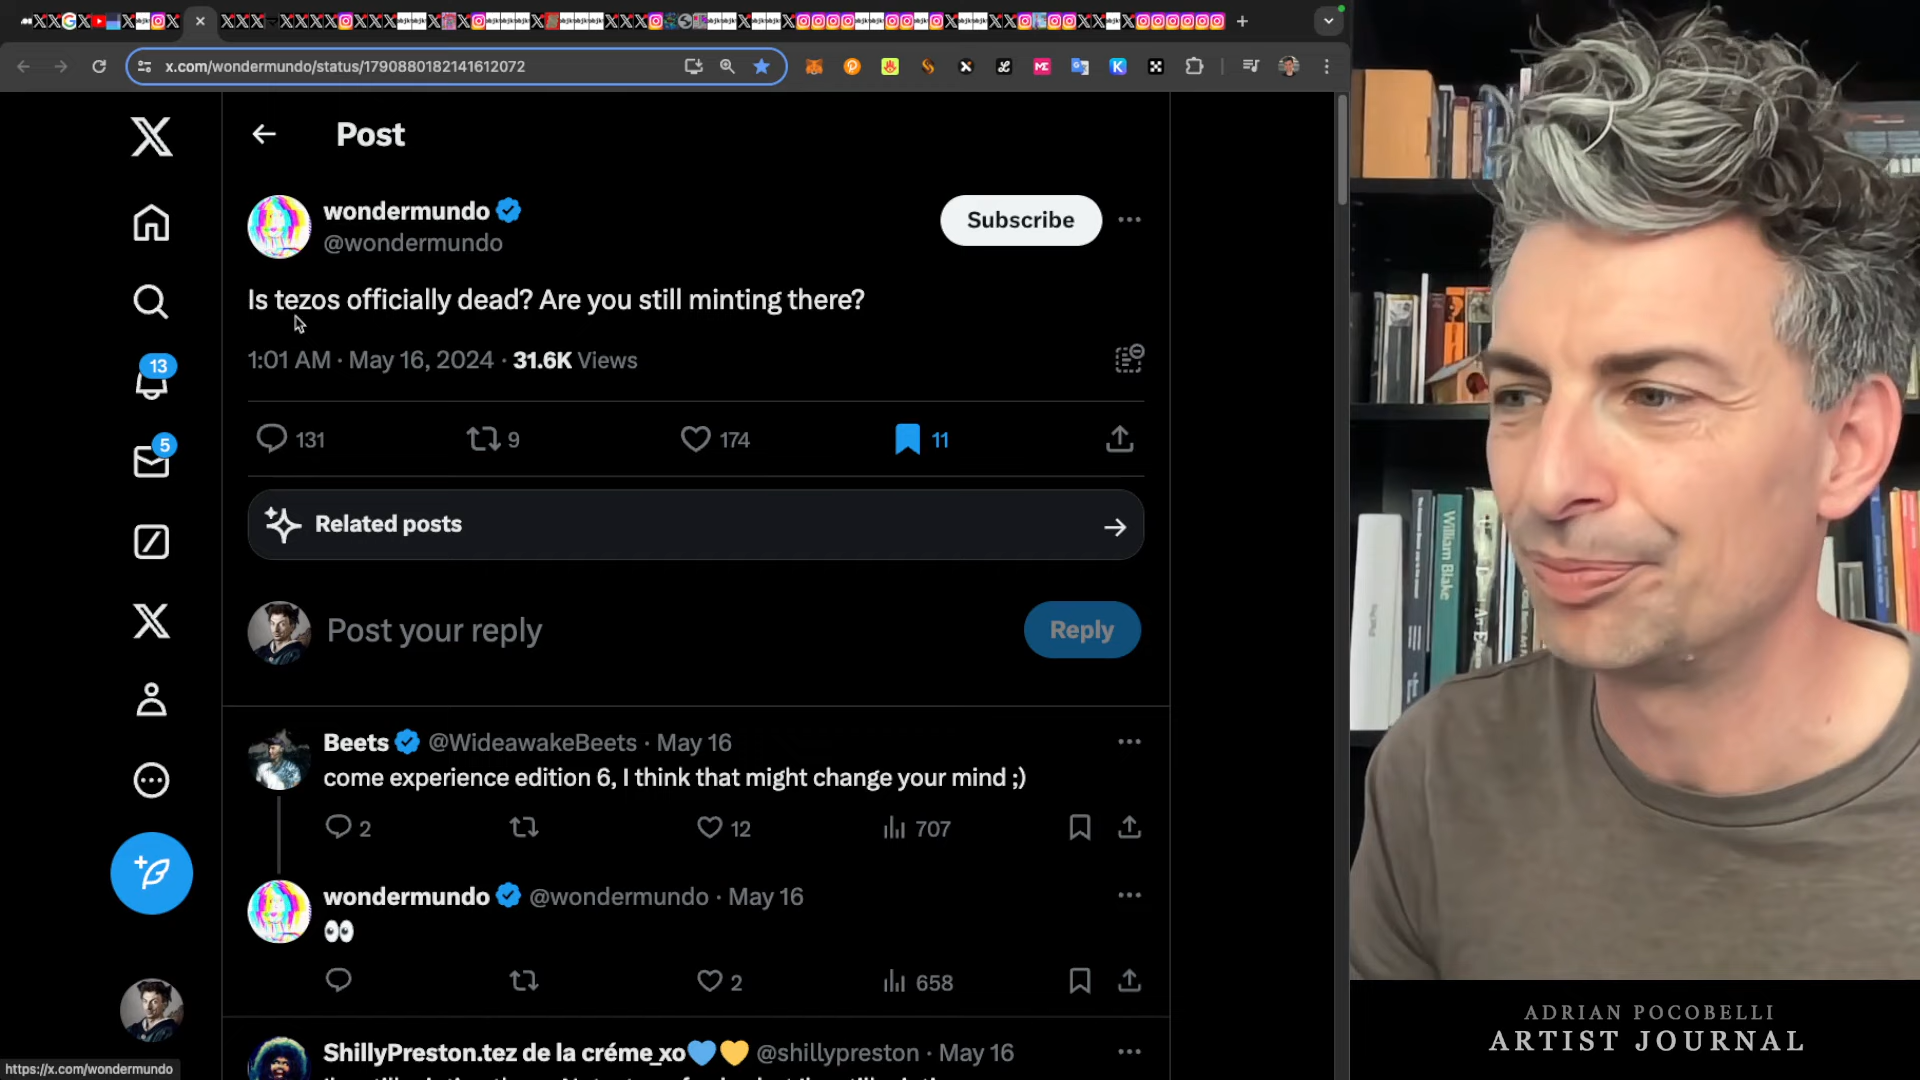 x.com/wondermundo/status/1790880182141612072
Post
wondermundo
@wondermundo
Subscribe
Is tezos officially dead? Are you still minting there?
1:01 AM · May 16, 2024 · 31.6K Views
131
9
174
11
Related posts
13
5
Post your reply
Reply
Beets @WideawakeBeets · May 16
come experience edition 6, I think that might change your mind ;)
2
12
707
wondermundo @wondermundo · May 16
👀
2
658
ShillyPreston.tez de la créme_xo💙💛 @shillypreston · May 16
https://x.com/wondermundo
William Blake
ADRIAN POCOBELLI
ARTIST JOURNAL